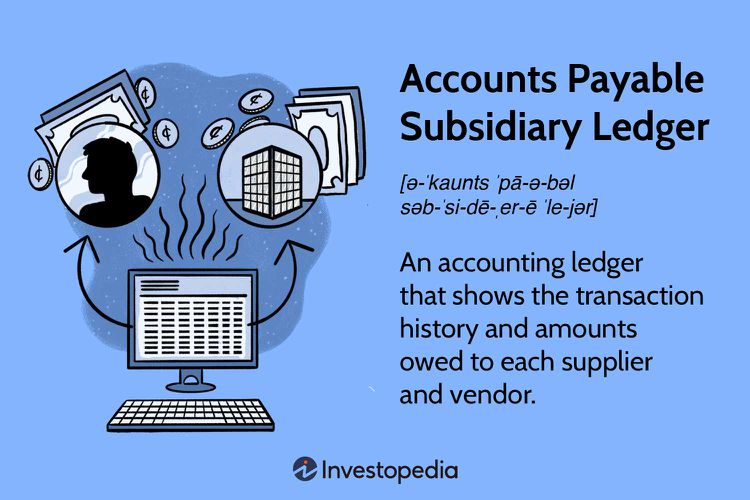 Accounts Payable
Subsidiary Ledger
[ə-ˈkaunts ˈpā-ə-bəl
səb-ˈsi-dē-ˌer-ē ˈle-jər]
An accounting ledger
that shows the transaction
history and amounts
owed to each supplier
and vendor.
¢
¢
¢
¢
¢
Investopedia